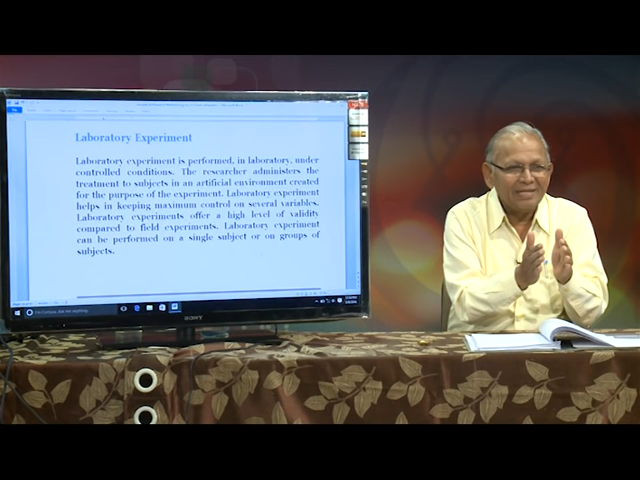 Laboratory Experiment
Laboratory experiment is performed, in laboratory, under
controlled conditions. The researcher administers the
treatment to subjects in an artificial environment created
for the purpose of the experiment. Laboratory experiment
helps in keeping maximum control on several variables.
Laboratory experiments offer a high level of validity
compared to field experiments. Laboratory experiment
can be performed on a single subject or on groups of
subjects.
SONY